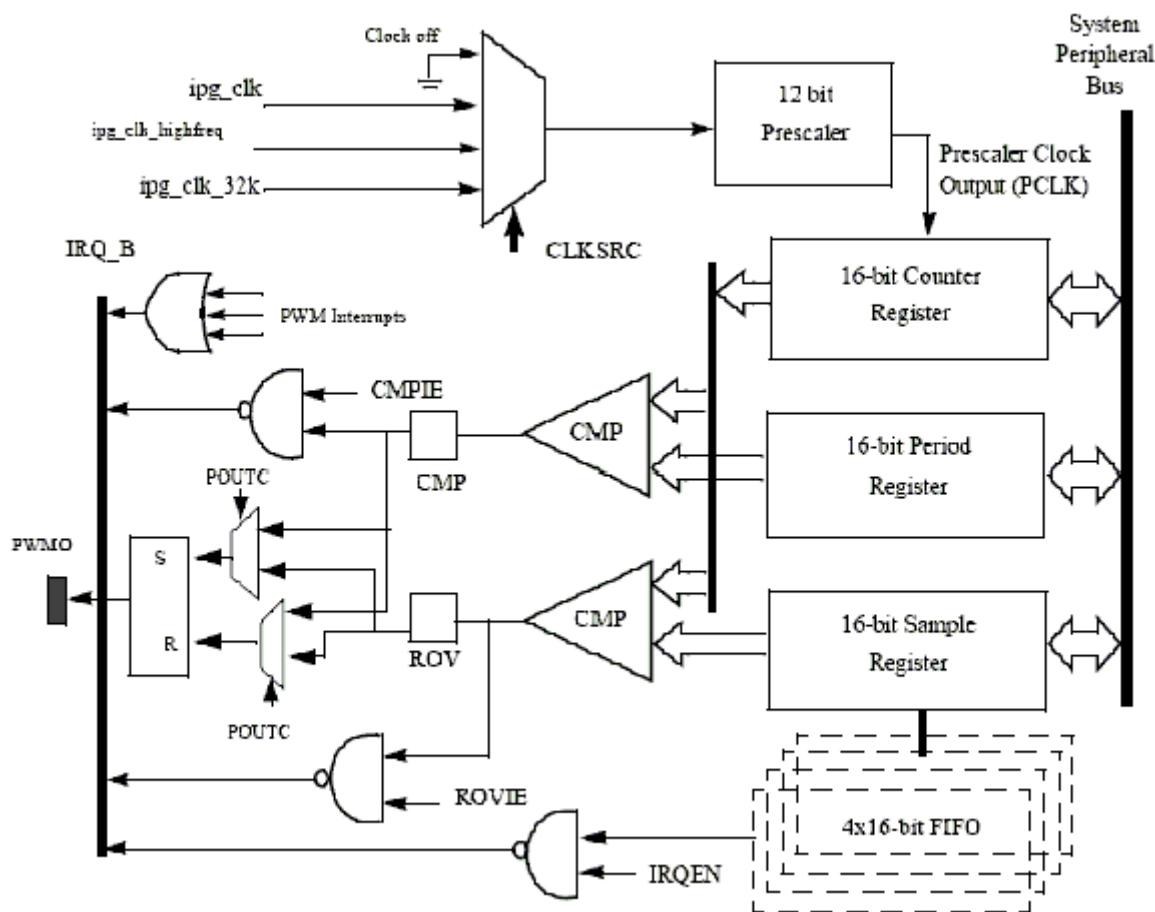 Clock off
ipg_clk
ipg_clk_highfreq
ipg_clk_32k
CLKSRC
12 bit
Prescaler
System
Peripheral
Bus
Prescaler Clock
Output (PCLK)
IRQ_B
PWM Interrupts
16-bit Counter
Register
CMPIE
CMP
CMP
16-bit Period
Register
POUTC
PWMO
S
R
ROV
CMP
16-bit Sample
Register
POUTC
ROVIE
IRQEN
4x16-bit FIFO